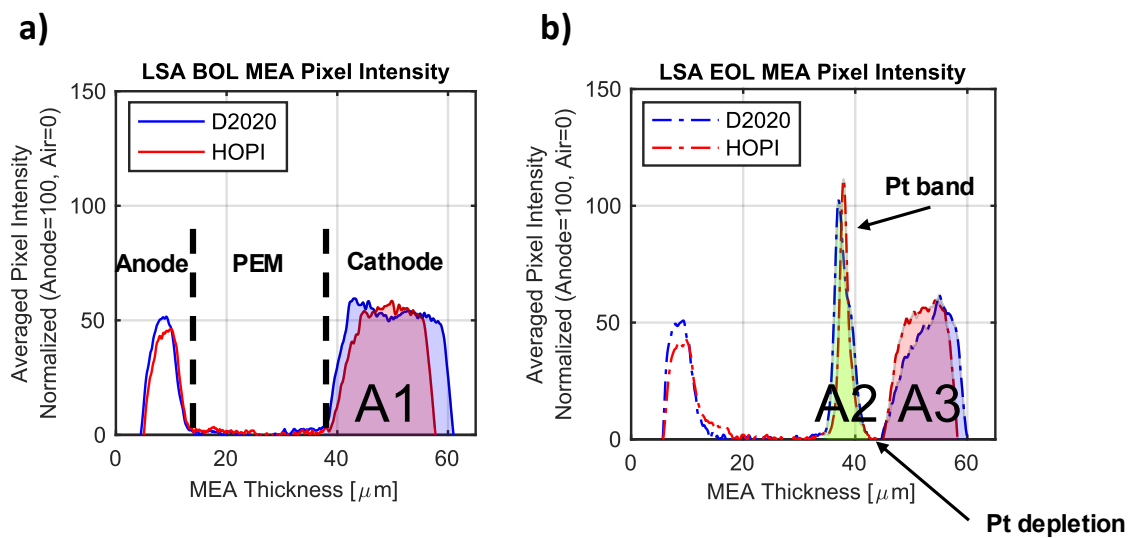 a)
LSA BOL MEA Pixel Intensity
Averaged Pixel Intensity
Normalized (Anode=100, Air=0)
150
100
50
0
D2020
HOPI
Anode
PEM
Cathode
A1
0
20
40
60
MEA Thickness [μm]
b)
LSA EOL MEA Pixel Intensity
Averaged Pixel Intensity
Normalized (Anode=100, Air=0)
150
100
50
0
D2020
HOPI
Pt band
A2
A3
0
20
40
60
MEA Thickness [μm]
Pt depletion